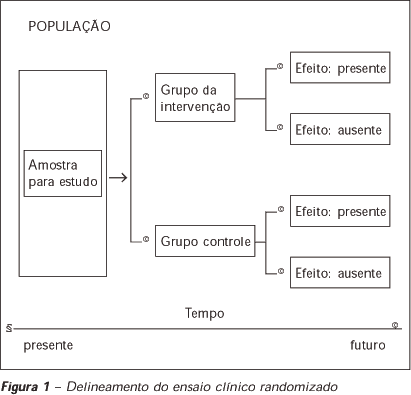 POPULAÇÃO
Amostra
para estudo
©
Grupo da
intervenção
©
Efeito: presente
©
Efeito: ausente
©
Grupo controle
©
Efeito: presente
©
Efeito: ausente
Tempo
§
©
presente
futuro
Figura 1 – Delineamento do ensaio clínico randomizado